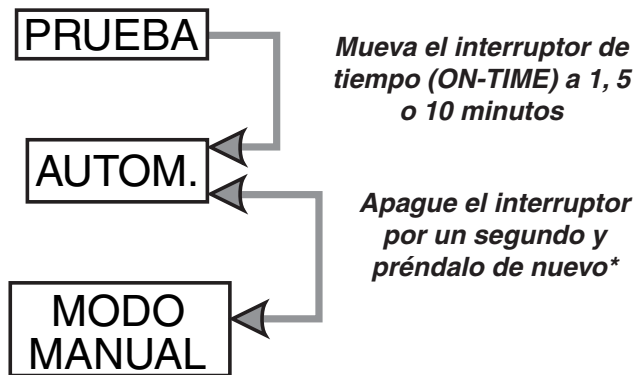 PRUEBA
Mueva el interruptor de
tiempo (ON-TIME) a 1, 5
o 10 minutos
AUTOM.
Apague el interruptor
por un segundo y
préndalo de nuevo*
MODO
MANUAL